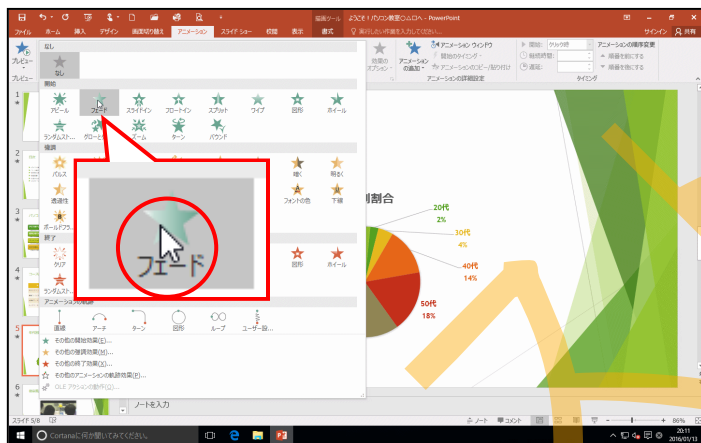 描画ツール
ようこそ！パソコン教室○△□へ - PowerPoint
ファイル ホーム 挿入 デザイン 画面切り替え アニメーション スライド ショー 校閲 表示 書式 実行したい作業を入力してください... サインイン 共有
プレビュー
なし
なし
開始
アピール フェード スライドイン フロートイン スプリット ワイプ 図形 ホイール
ランダムスト... グローとタ... ズーム ターン バウンド
強調
パルス 暗く 明るく
透過性 フォントの色 下線
ボールドフラ...
終了
クリア 図形 ホイール
ランダムスト...
フェード
アニメーションの軌跡
直線 アーチ ターン 図形 ループ ユーザー設...
その他の開始効果(E)...
その他の強調効果(M)...
その他の終了効果(X)...
その他のアニメーションの軌跡効果(P)...
OLE アクションの動作(O)...
効果のオプション
アニメーションの追加
アニメーション ウィンドウ
開始のタイミング
アニメーションのコピー/貼り付け
アニメーションの詳細設定
開始: クリック時
継続時間:
遅延:
アニメーションの順序変更
順番を前にする
順番を後にする
タイミング
1
2
3
4
5
6
割合
20代
2%
30代
4%
40代
14%
50代
18%
ノートを入力
スライド 5/8
ノート コメント 86%
Cortanaに何か聞いてみてください。
20:11
2016/01/13